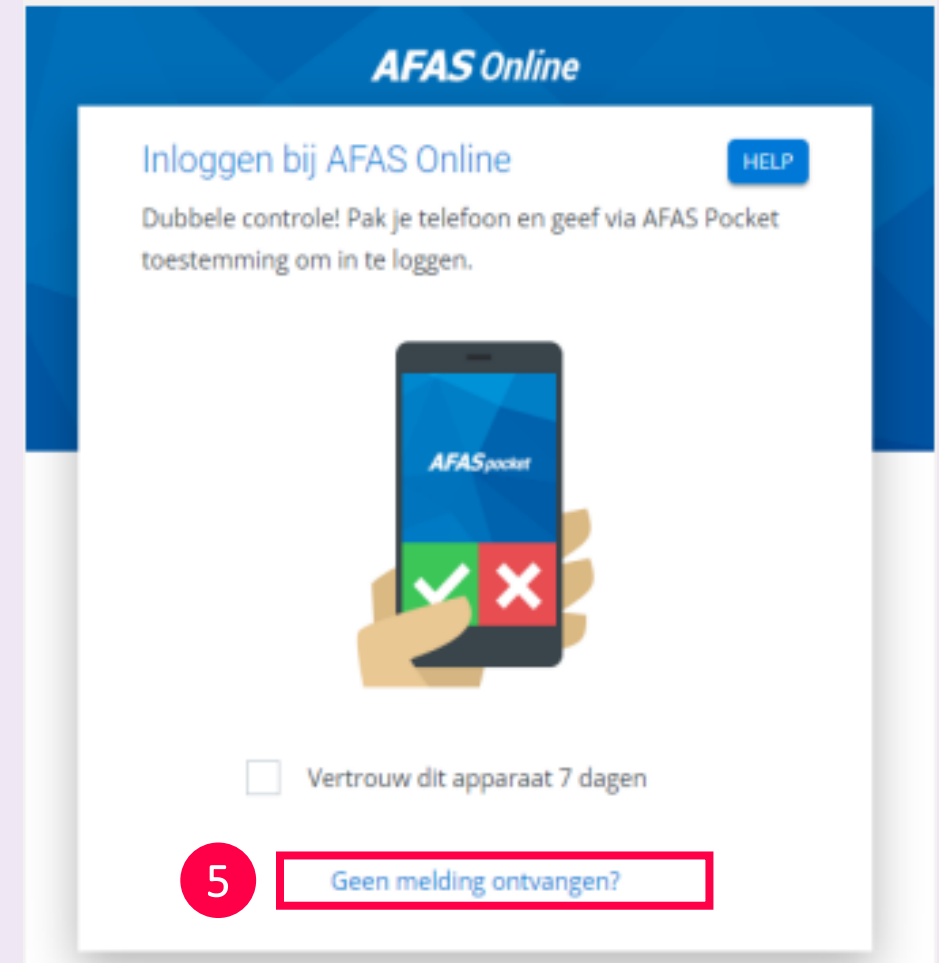 AFAS Online
Inloggen bij AFAS Online
HELP
Dubbele controle! Pak je telefoon en geef via AFAS Pocket
toestemming om in te loggen.
AFAS pocket
Vertrouw dit apparaat 7 dagen
5
Geen melding ontvangen?